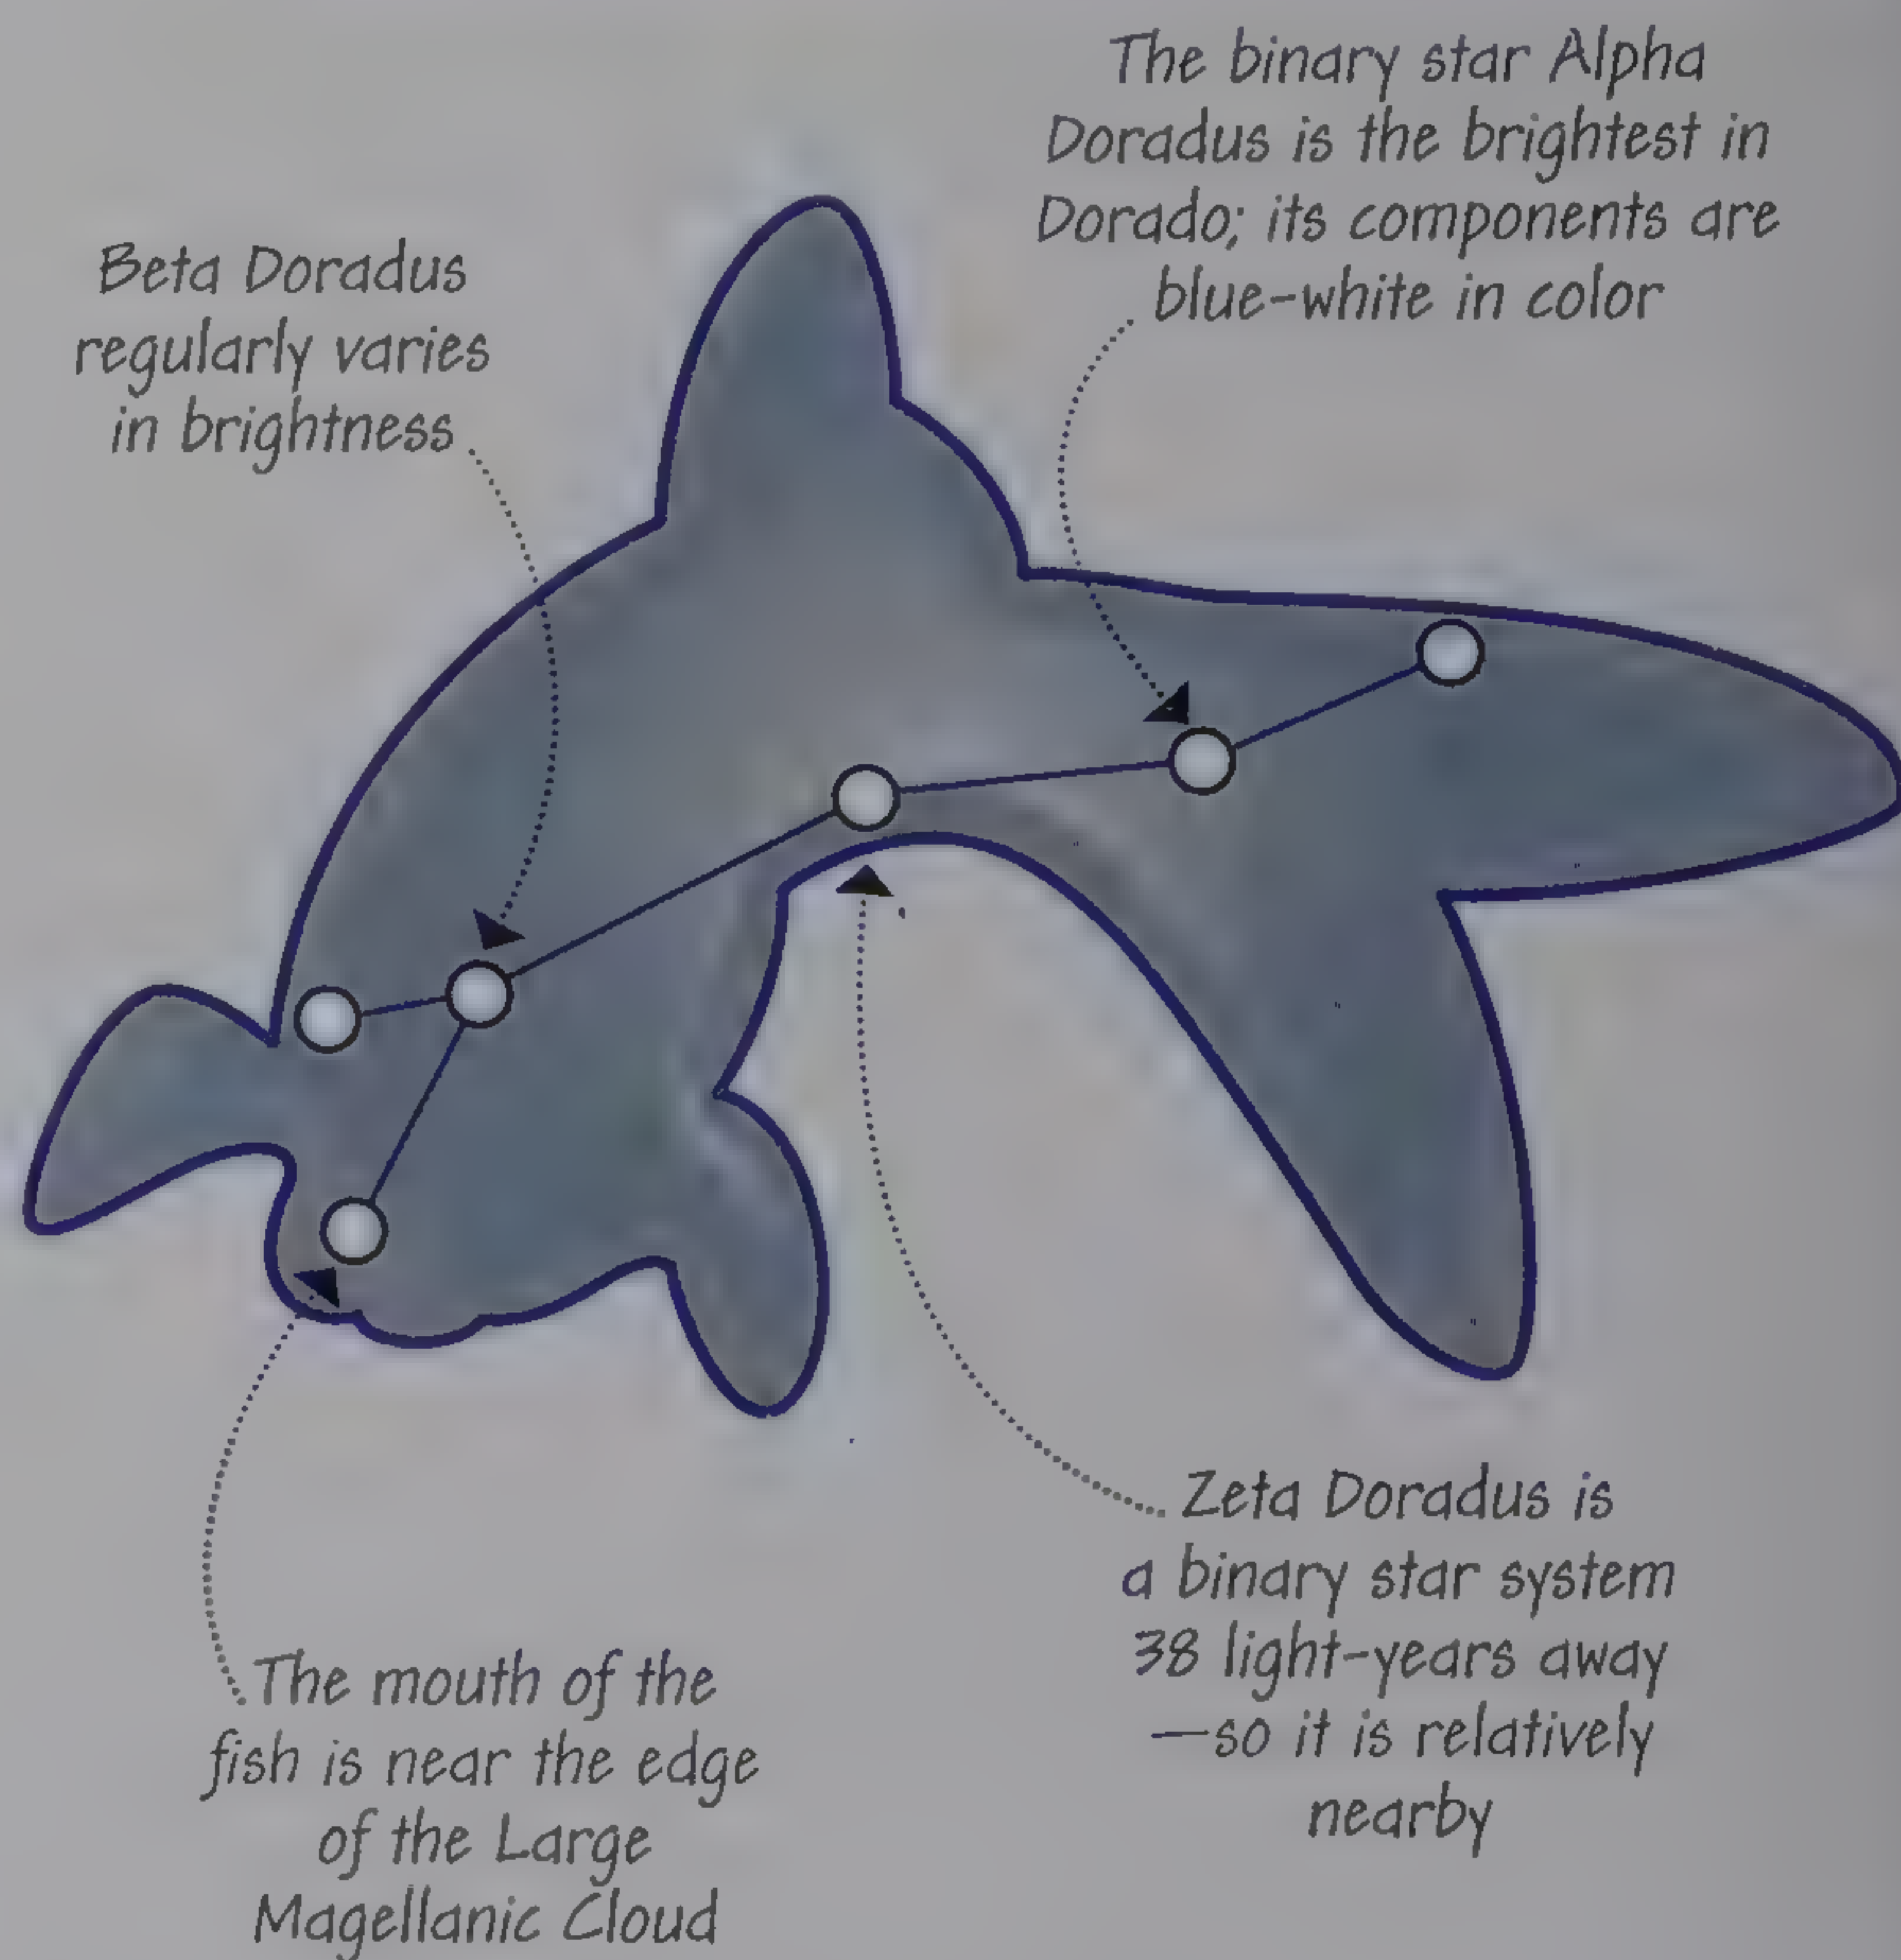 The binary star Alpha
Doradus is the brightest in
Dorado; its components are
blue-white in color
Beta Doradus
regularly varies
in brightness
Zeta Doradus is
a binary star system
38 light-years away
—so it is relatively
nearby
The mouth of the
fish is near the edge
of the Large
Magellanic Cloud